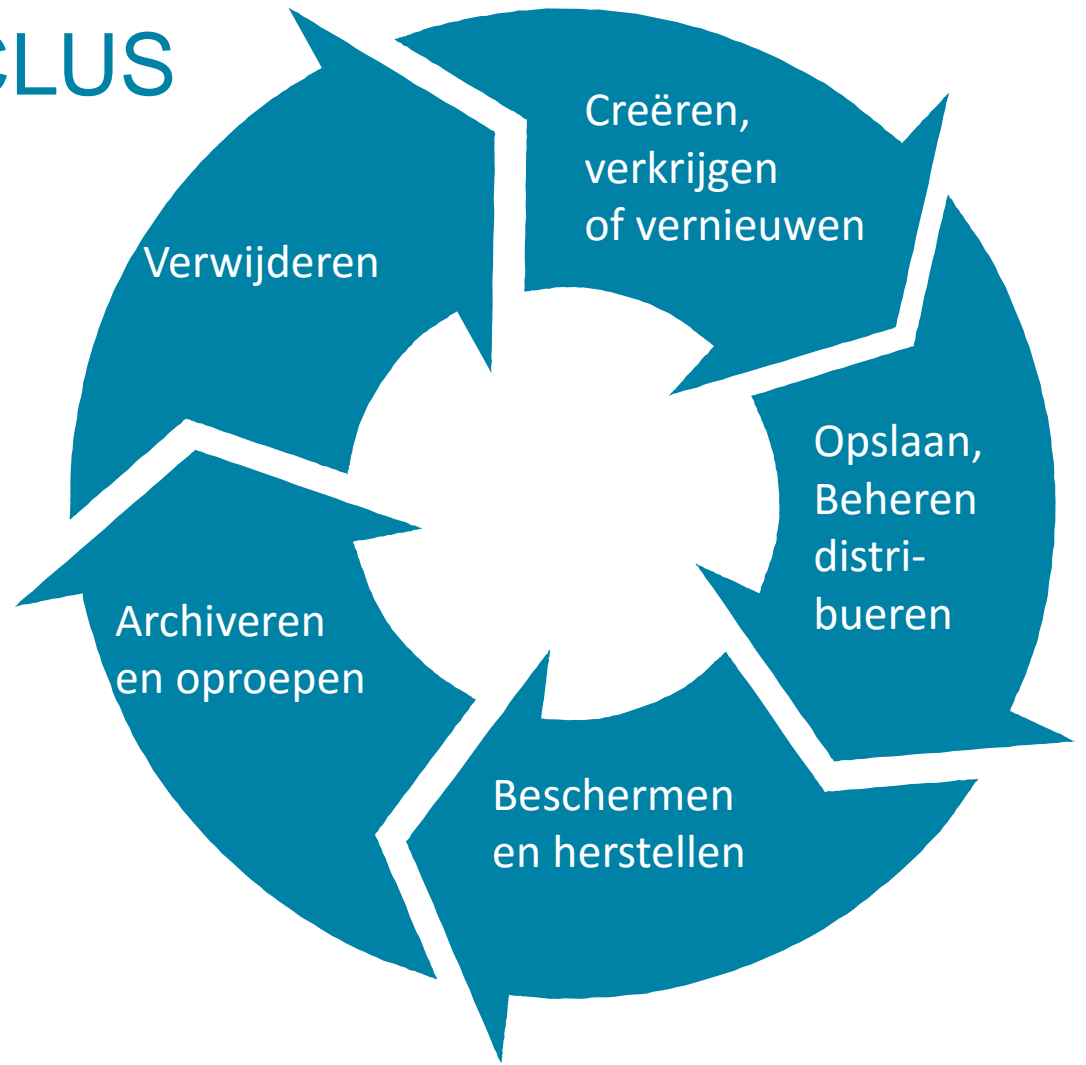 CLUS
Creëren,
verkrijgen
of vernieuwen
Verwijderen
Opslaan,
Beheren
distri-
bueren
Archiveren
en oproepen
Beschermen
en herstellen